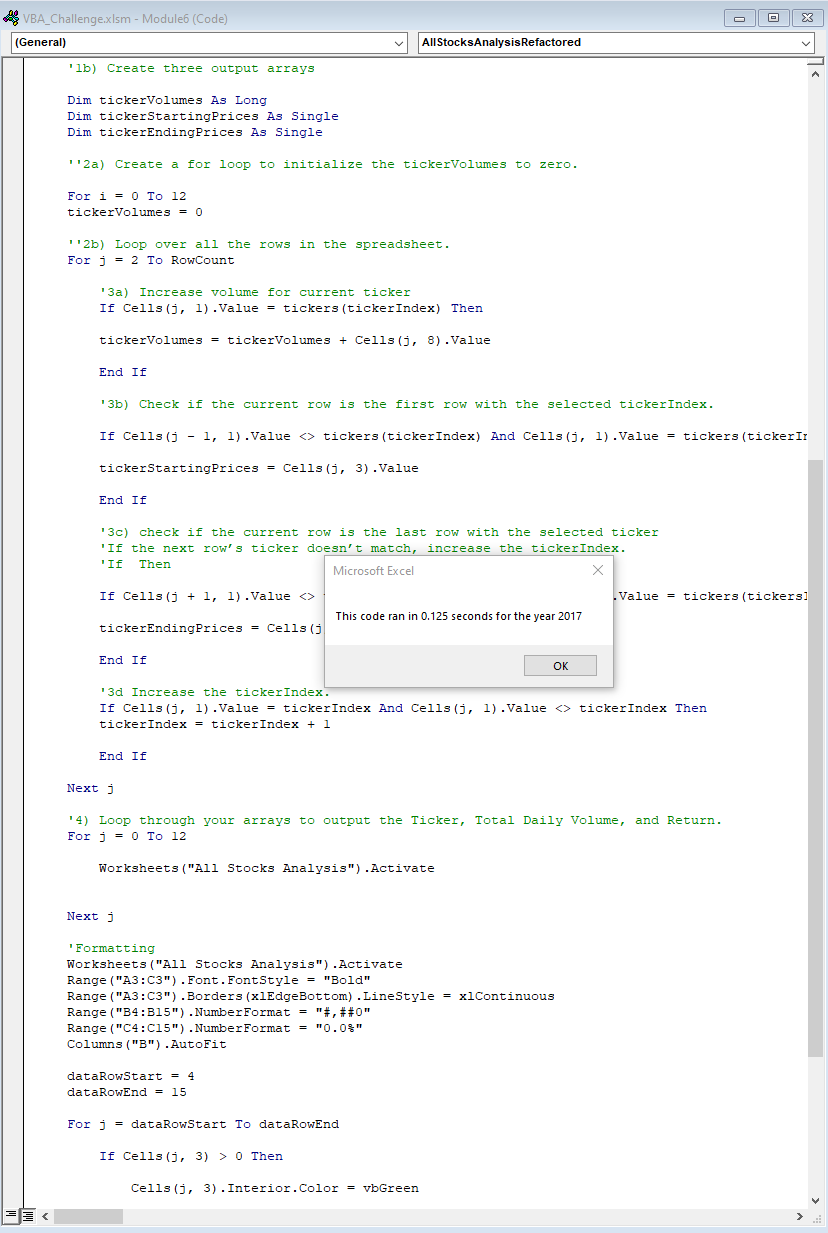 VBA_Challenge.xlsm - Module6 (Code)
(General)
AllStocksAnalysisRefactored
'1b) Create three output arrays
Dim tickerVolumes As Long
Dim tickerStartingPrices As Single
Dim tickerEndingPrices As Single
''2a) Create a for loop to initialize the tickerVolumes to zero.
For i = 0 To 12
tickerVolumes = 0
''2b) Loop over all the rows in the spreadsheet.
For j = 2 To RowCount
'3a) Increase volume for current ticker
If Cells(j, 1).Value = tickers(tickerIndex) Then
tickerVolumes = tickerVolumes + Cells(j, 8).Value
End If
'3b) Check if the current row is the first row with the selected tickerIndex.
If Cells(j - 1, 1).Value <> tickers(tickerIndex) And Cells(j, 1).Value = tickers(tickerIn
tickerStartingPrices = Cells(j, 3).Value
End If
'3c) check if the current row is the last row with the selected ticker
'If the next row's ticker doesn't match, increase the tickerIndex.
'If  Then
If Cells(j + 1, 1).Value <> .Value = tickers(tickersI
tickerEndingPrices = Cells(j
End If
'3d Increase the tickerIndex.
If Cells(j, 1).Value = tickerIndex And Cells(j, 1).Value <> tickerIndex Then
tickerIndex = tickerIndex + 1
End If
Next j
'4) Loop through your arrays to output the Ticker, Total Daily Volume, and Return.
For j = 0 To 12
Worksheets("All Stocks Analysis").Activate
Next j
'Formatting
Worksheets("All Stocks Analysis").Activate
Range("A3:C3").Font.FontStyle = "Bold"
Range("A3:C3").Borders(xlEdgeBottom).LineStyle = xlContinuous
Range("B4:B15").NumberFormat = "#,##0"
Range("C4:C15").NumberFormat = "0.0%"
Columns("B").AutoFit
dataRowStart = 4
dataRowEnd = 15
For j = dataRowStart To dataRowEnd
If Cells(j, 3) > 0 Then
Cells(j, 3).Interior.Color = vbGreen
Microsoft Excel
This code ran in 0.125 seconds for the year 2017
OK